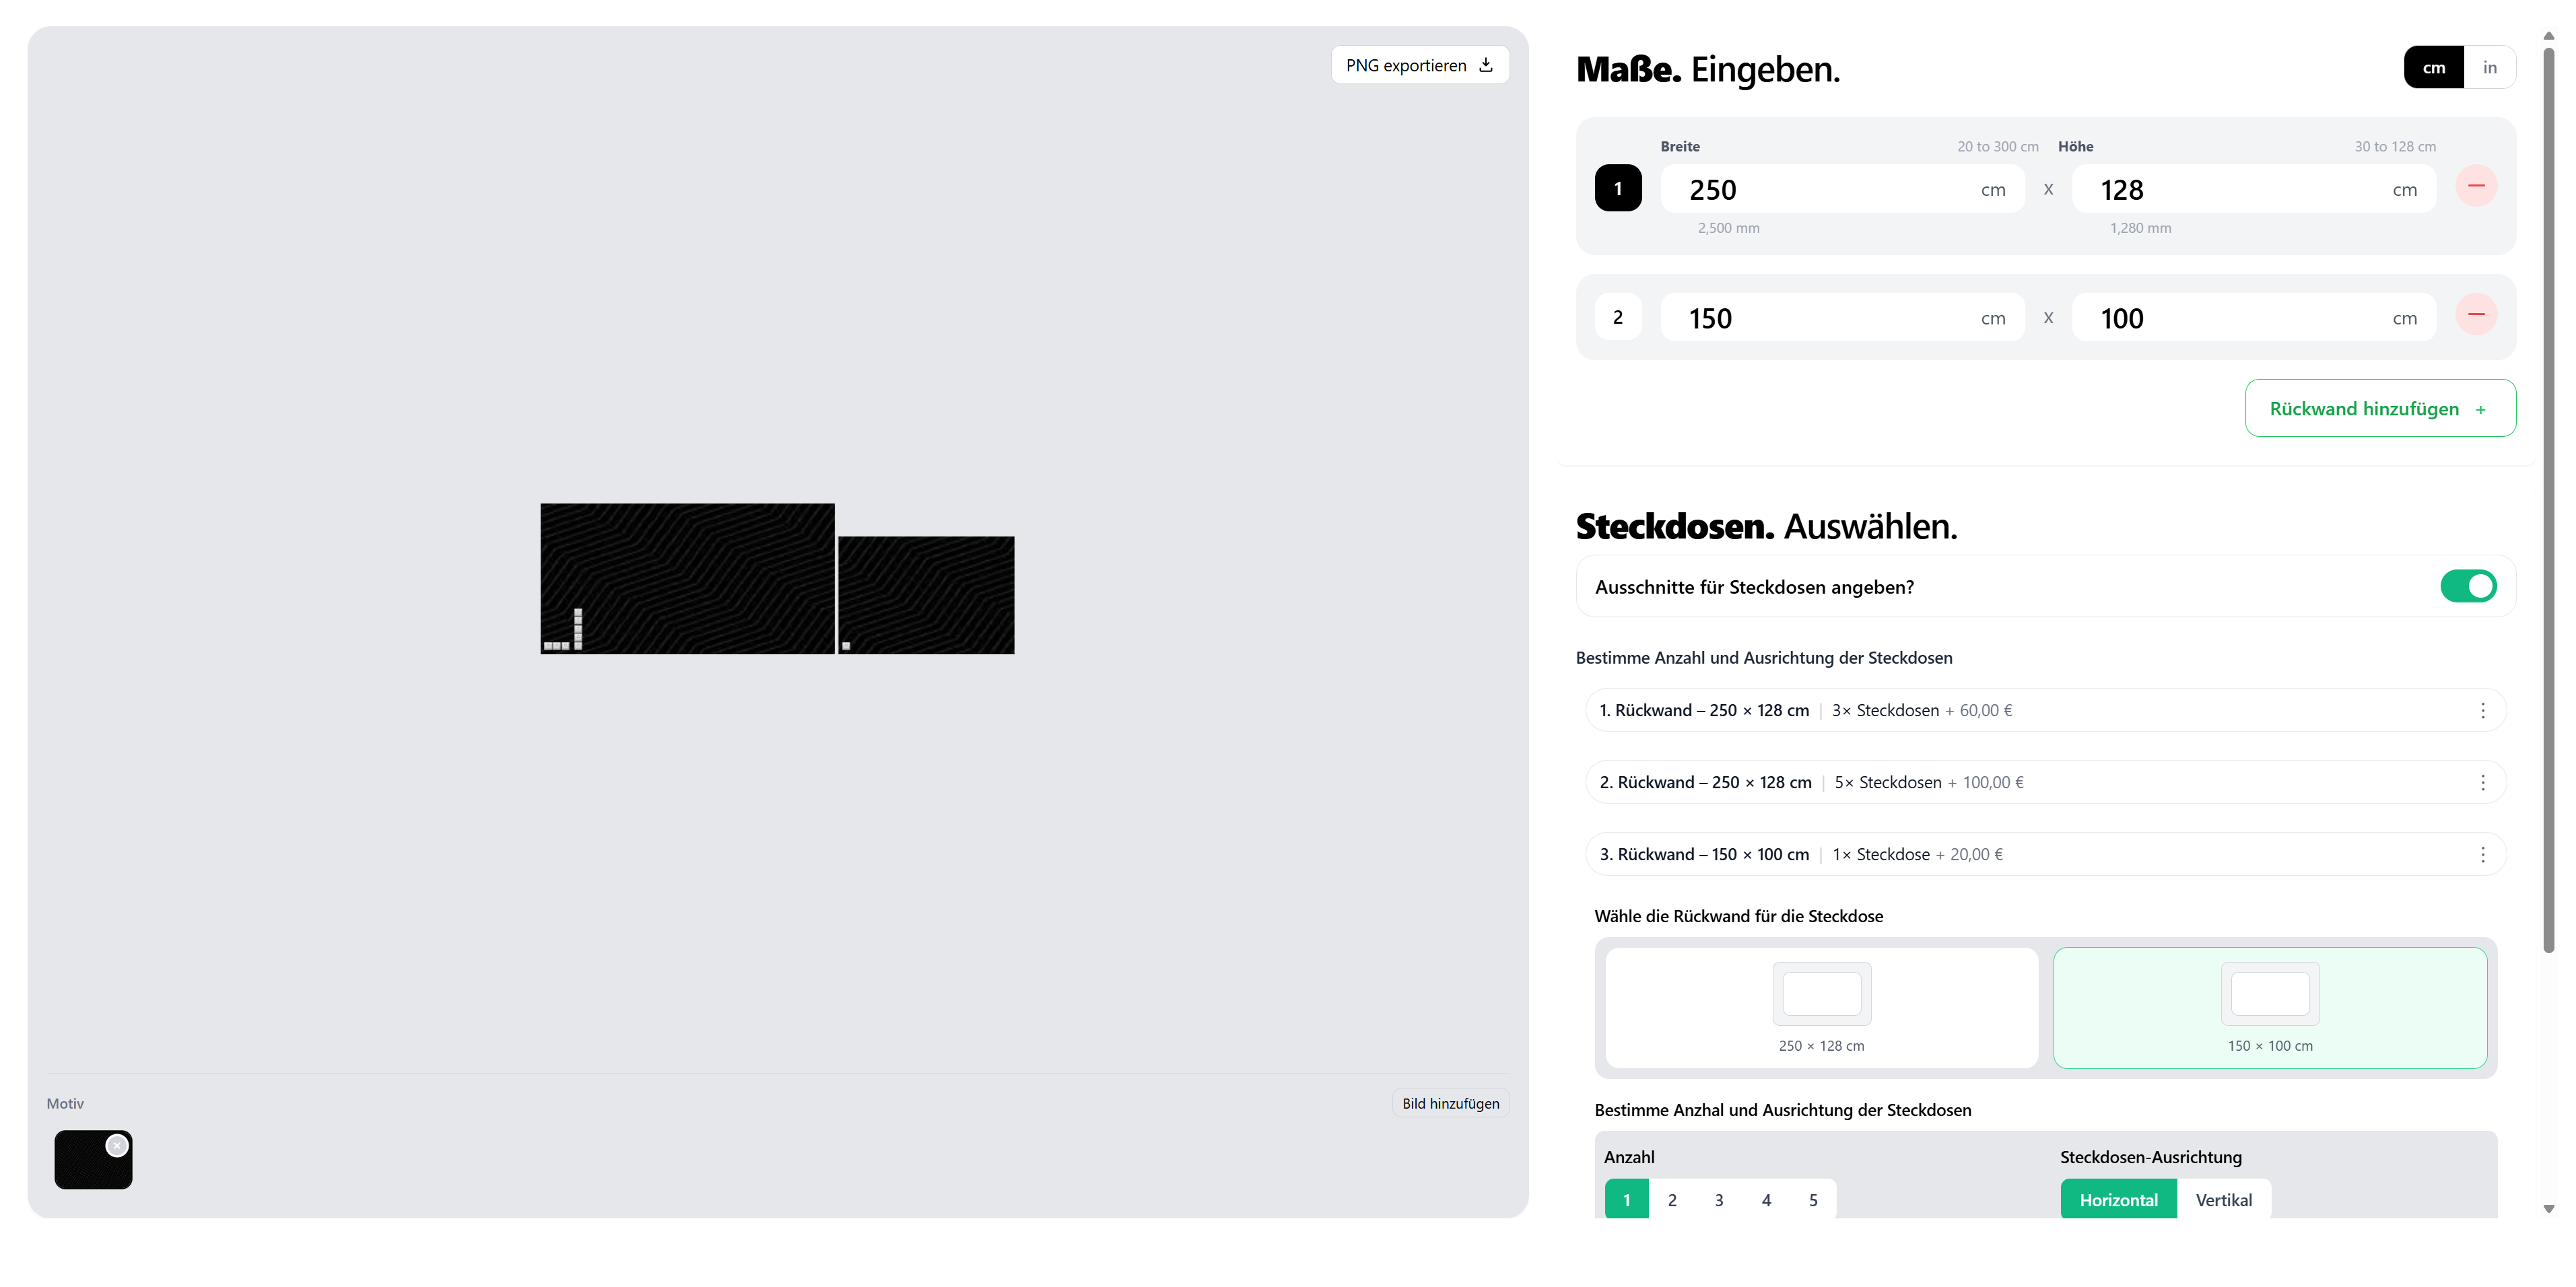 PNG exportieren
Maße. Eingeben.
cm in
Breite 20 to 300 cm Höhe 30 to 128 cm
1 250 cm x 128 cm
2,500 mm 1,280 mm
2 150 cm x 100 cm
Rückwand hinzufügen +
Steckdosen. Auswählen.
Ausschnitte für Steckdosen angeben?
Bestimme Anzahl und Ausrichtung der Steckdosen
1. Rückwand – 250 × 128 cm | 3× Steckdosen + 60,00 €
2. Rückwand – 250 × 128 cm | 5× Steckdosen + 100,00 €
3. Rückwand – 150 × 100 cm | 1× Steckdose + 20,00 €
Wähle die Rückwand für die Steckdose
250 × 128 cm 150 × 100 cm
Bestimme Anzhal und Ausrichtung der Steckdosen
Anzahl Steckdosen-Ausrichtung
1 2 3 4 5 Horizontal Vertikal
Motiv Bild hinzufügen